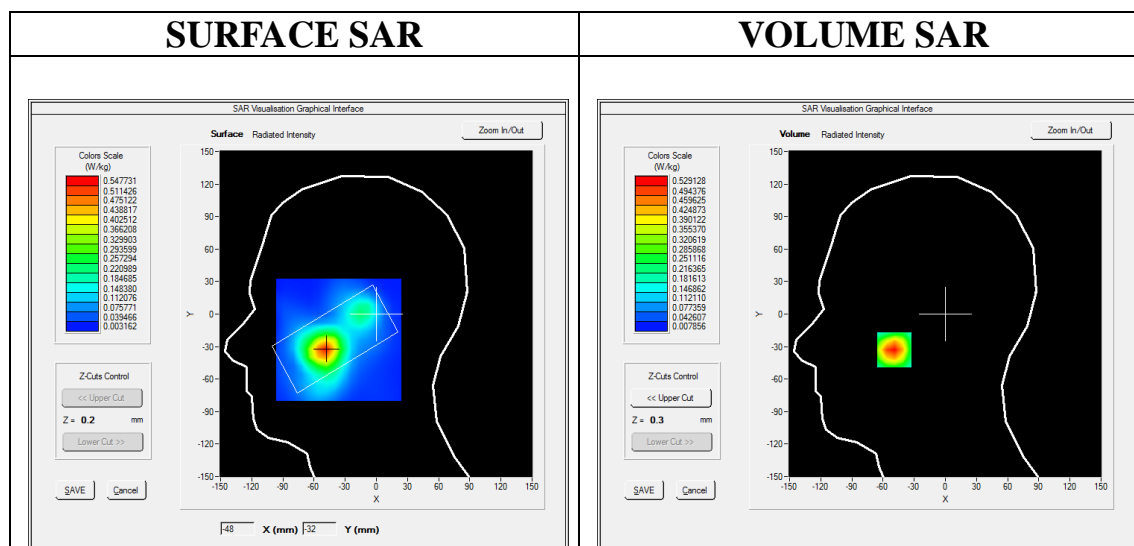 SURFACE SAR
VOLUME SAR
SAR Visualisation Graphical Interface
Surface Radiated Intensity
Zoom In/Out
Colors Scale
(W/kg)
0.547731
0.511426
0.475122
0.438817
0.402512
0.366208
0.329903
0.293599
0.257294
0.220989
0.184685
0.148380
0.112076
0.075771
0.039466
0.003162
Z-Cuts Control
<< Upper Cut
Z = 0.2 mm
Lower Cut >>
SAVE
Cancel
150
120
90
60
30
0
-30
-60
-90
-120
-150
Y
-150 -120 -90 -60 -30 0 30 60 90 120 150
X
-48 X (mm) -32 Y (mm)
SAR Visualisation Graphical Interface
Volume Radiated Intensity
Zoom In/Out
Colors Scale
(W/kg)
0.529128
0.494376
0.459625
0.424873
0.390122
0.355370
0.320619
0.285868
0.251116
0.216365
0.181613
0.146862
0.112110
0.077359
0.042607
0.007856
Z-Cuts Control
<< Upper Cut
Z = 0.3 mm
Lower Cut >>
SAVE
Cancel
150
120
90
60
30
0
-30
-60
-90
-120
-150
Y
-150 -120 -90 -60 -30 0 30 60 90 120 150
X